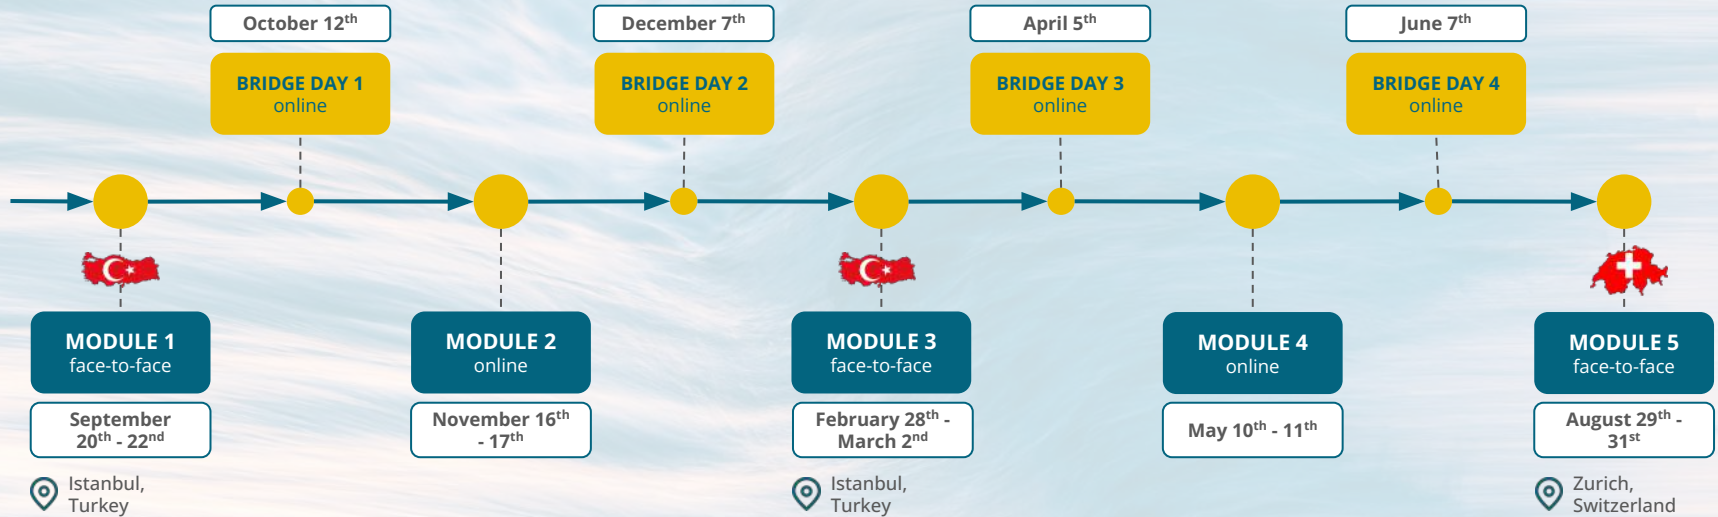 October 12th
December 7th
April 5th
June 7th
BRIDGE DAY 1
online
BRIDGE DAY 2
online
BRIDGE DAY 3
online
BRIDGE DAY 4
online
MODULE 1
face-to-face
MODULE 2
online
MODULE 3
face-to-face
MODULE 4
online
MODULE 5
face-to-face
September
20th - 22nd
November 16th
- 17th
February 28th -
March 2nd
May 10th - 11th
August 29th -
31st
Istanbul,
Turkey
Istanbul,
Turkey
Zurich,
Switzerland